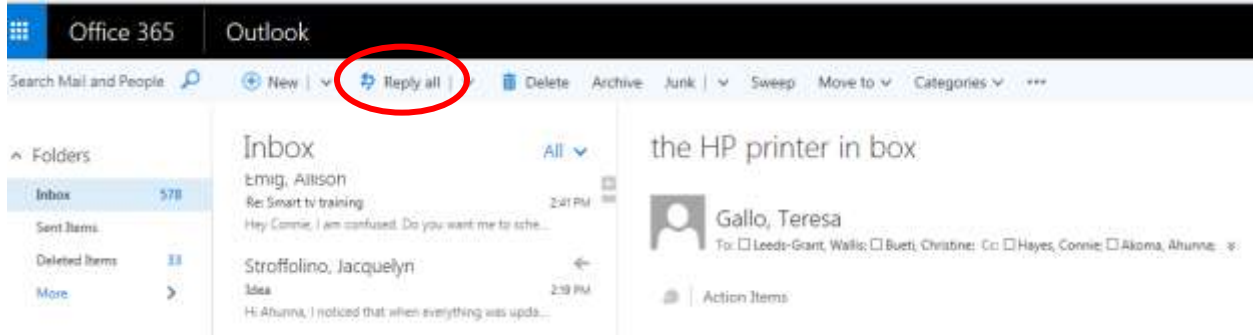 Office 365 Outlook
Search Mail and People New Reply all Delete Archive Junk Sweep Move to Categories ...
Folders
Inbox 578
Sent Items
Deleted Items 33
More
Inbox All
Emig, Allison
Re: Smart tv training 2:41 PM
Hey Connie, I am confused. Do you want me to sche...
Stroffolino, Jacquelyn
Idea 2:19 PM
Hi Ahunna, I noticed that when everything was upda...
the HP printer in box
Gallo, Teresa
To: Leeds-Grant, Wallis; Bueti, Christine; Cc: Hayes, Connie; Akoma, Ahunna;
Action Items